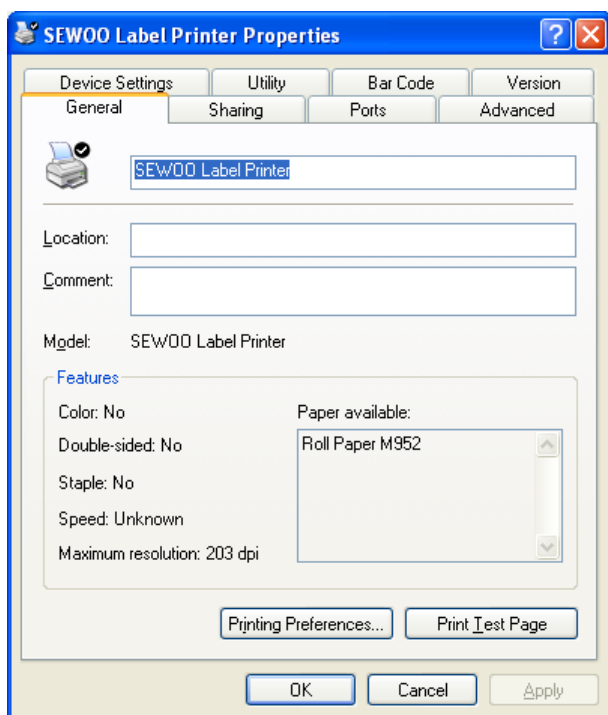 SEWOO Label Printer Properties
Device Settings Utility Bar Code Version
General Sharing Ports Advanced
SEWOO Label Printer
Location:
Comment:
Model: SEWOO Label Printer
Features
Color: No Paper available:
Double-sided: No Roll Paper M952
Staple: No
Speed: Unknown
Maximum resolution: 203 dpi
Printing Preferences... Print Test Page
OK Cancel Apply